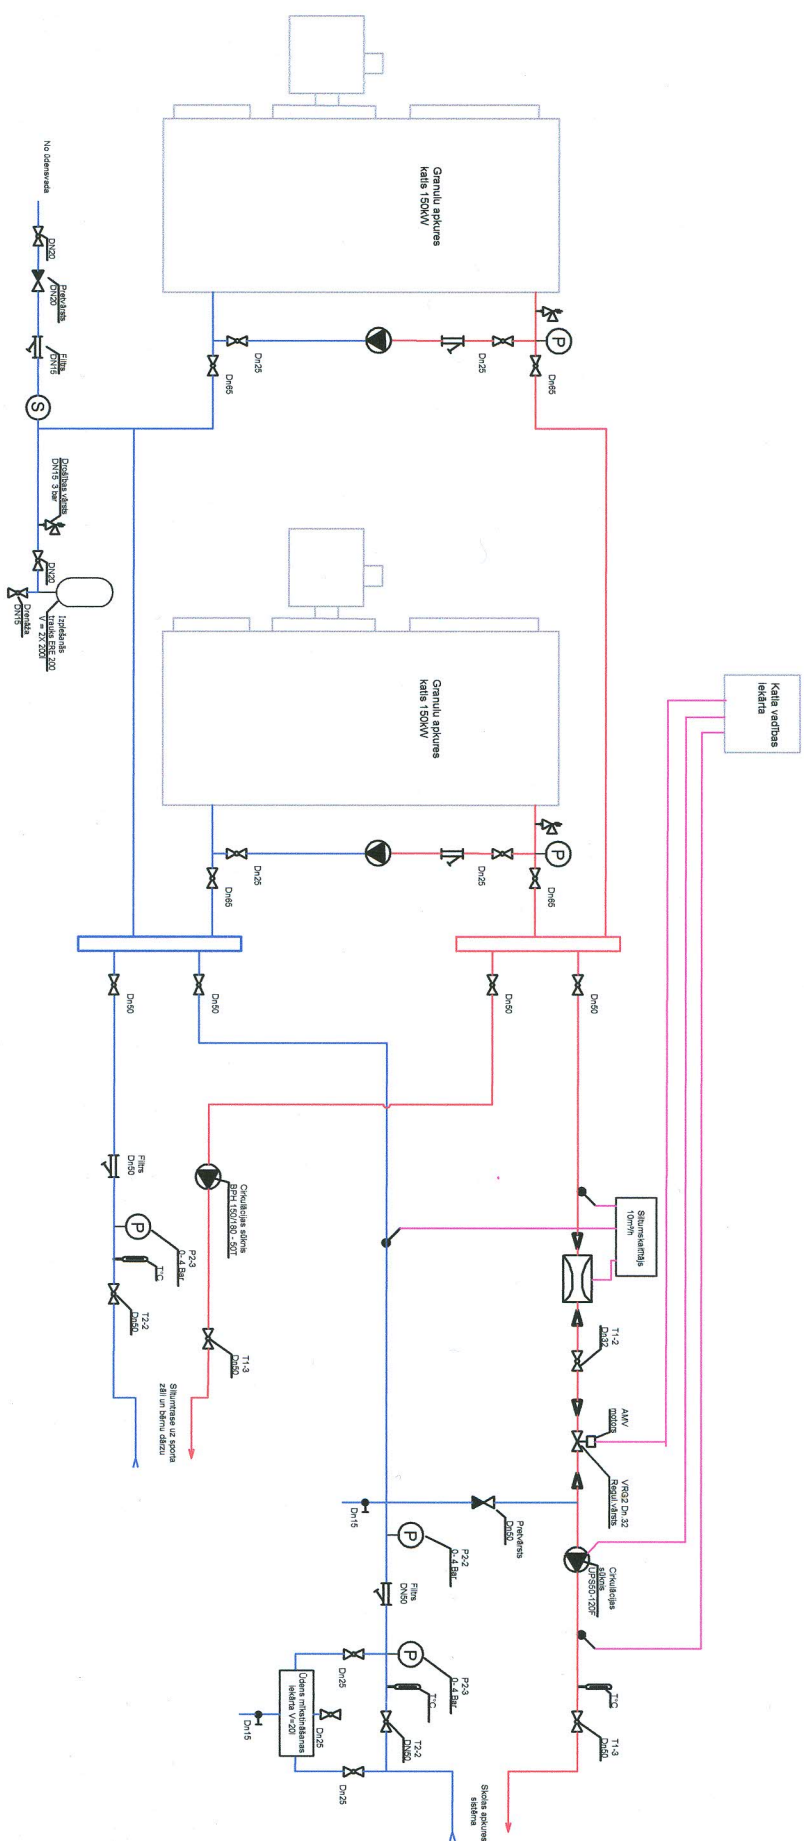 Granulu apkures
katls 150kW
No ūdensvada
DN20
Pretvārsts
DN20
Filtrs
DN15
S
Drošības vārsts
DN15 3 bar
DN20
Izplešanās
trauks ERE 200
V = 2X 200l
Drenāža
DN15
Dn25
Dn65
Dn25
P
Dn65
Granulu apkures
katls 150kW
Dn25
Dn65
Dn25
P
Dn65
Katla vadības
iekārta
Dn50
Dn50
Dn50
Dn50
Filtrs
Dn50
P
P2-3
0- 4 Bar
T°C
T2-2
Dn50
Cirkulācijas sūknis
BPH 150/180 - 50T
T1-3
Dn50
Siltumtrase uz sporta
zāli un bērnu dārzu
Siltumskaitītājs
10m³/h
T1-2
Dn32
AMV
motors
VRG2 Dn 32
Regul.vārsts
Pretvārsts
Dn50
Dn15
Cirkulācijas
sūknis
UPS50-120F
P
P2-2
0- 4 Bar
Filtrs
DN50
P
P2-3
0- 4 Bar
T°C
T2-2
DN50
T°C
T1-3
Dn50
Dn25
Ūdens mīkstināšanas
iekārta V=20l
Dn25
Dn15
Dn25
Skolas apkures
sistēma